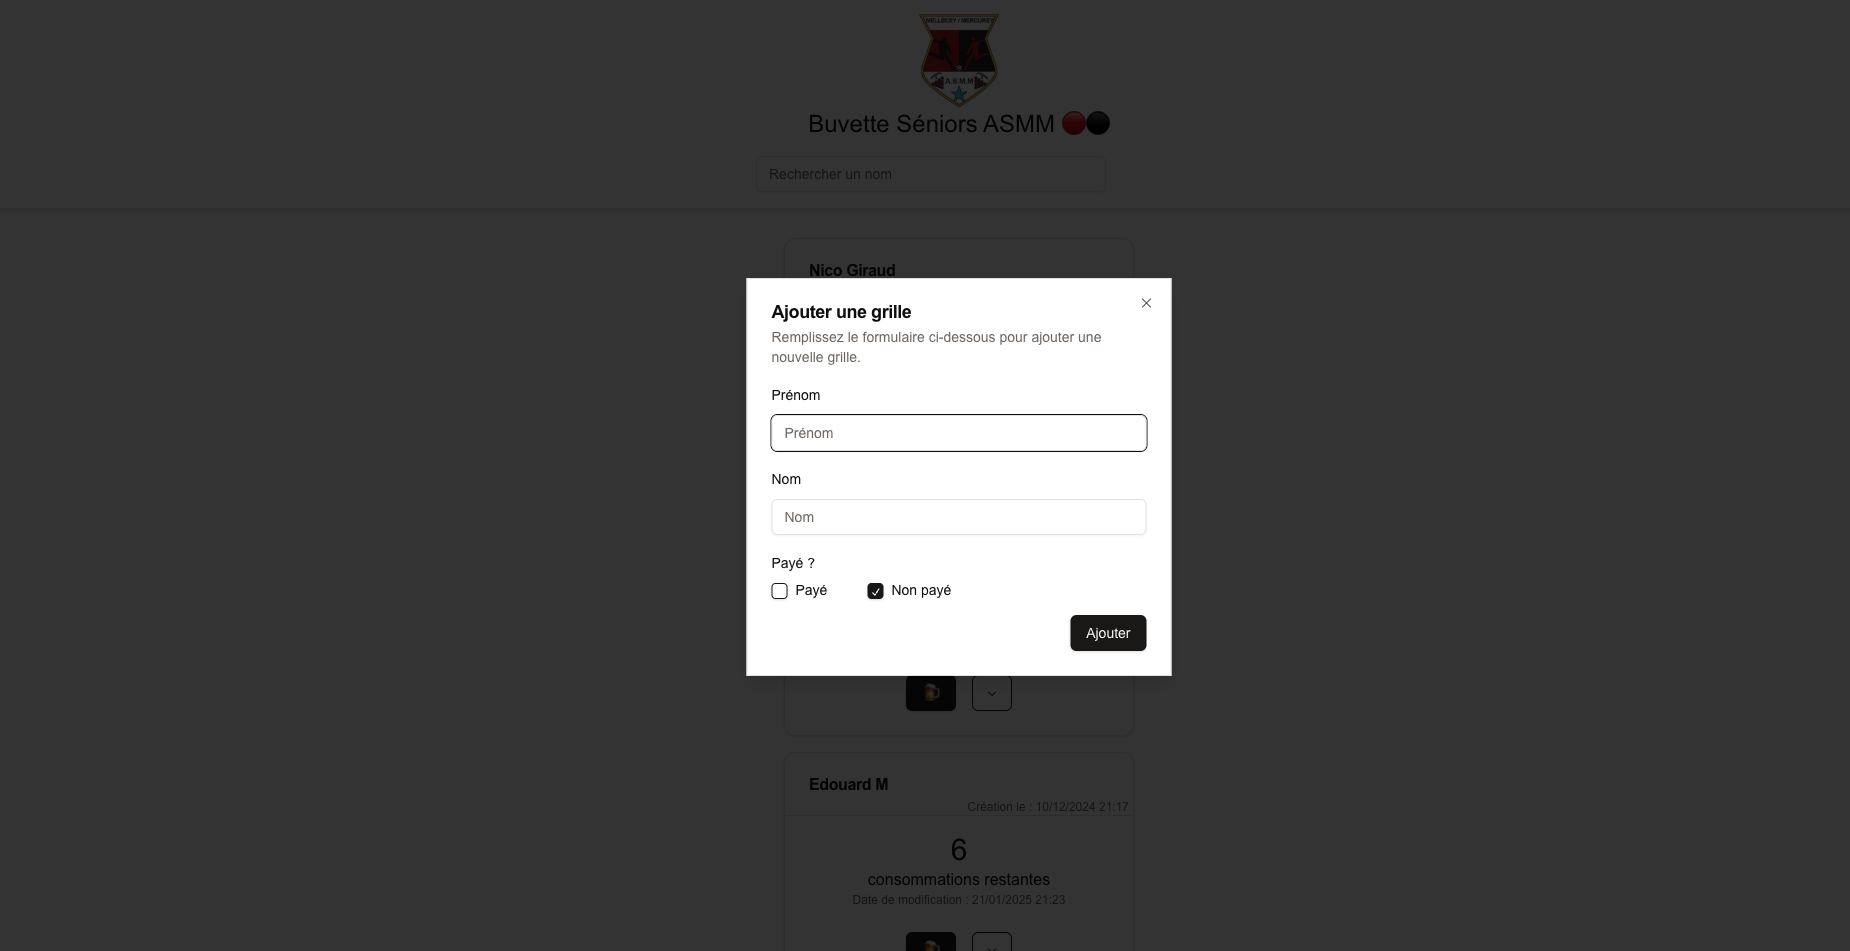 MELLECEY / MERCUREY
A.S.M.M
Buvette Séniors ASMM
Rechercher un nom
Nico Giraud
Ajouter une grille
Remplissez le formulaire ci-dessous pour ajouter une
nouvelle grille.
Prénom
Prénom
Nom
Nom
Payé ?
Payé
Non payé
Ajouter
Edouard M
Création le : 10/12/2024 21:17
6
consommations restantes
Date de modification : 21/01/2025 21:23